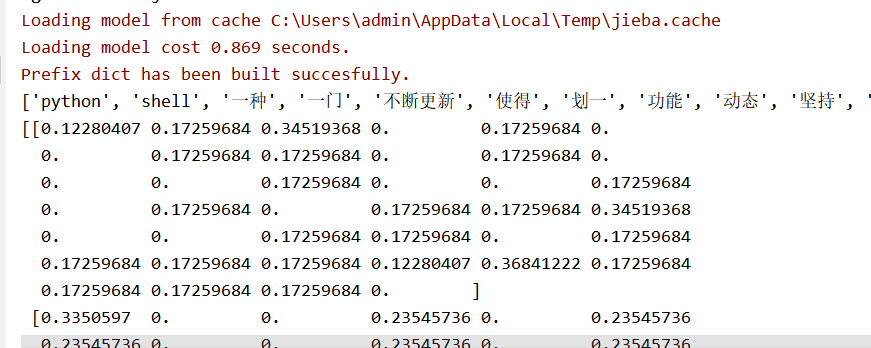 Loading model from cache C:\Users\admin\AppData\Local\Temp\jieba.cache
Loading model cost 0.869 seconds.
Prefix dict has been built succesfully.
['python', 'shell', '一种', '一门', '不断更新', '使得', '划一', '功能', '动态', '坚持', '
[[0.12280407 0.17259684 0.34519368 0. 0.17259684 0.
0. 0.17259684 0.17259684 0. 0.17259684 0.
0. 0. 0.17259684 0. 0. 0.17259684
0. 0.17259684 0. 0.17259684 0.17259684 0.34519368
0. 0. 0.17259684 0.17259684 0. 0.17259684
0.17259684 0.17259684 0.17259684 0.12280407 0.36841222 0.17259684
0.17259684 0.17259684 0.17259684 0. ]
[0.3350597 0. 0. 0.23545736 0. 0.23545736
0.23545736 0. 0. 0.23545736 0.23545736 0.